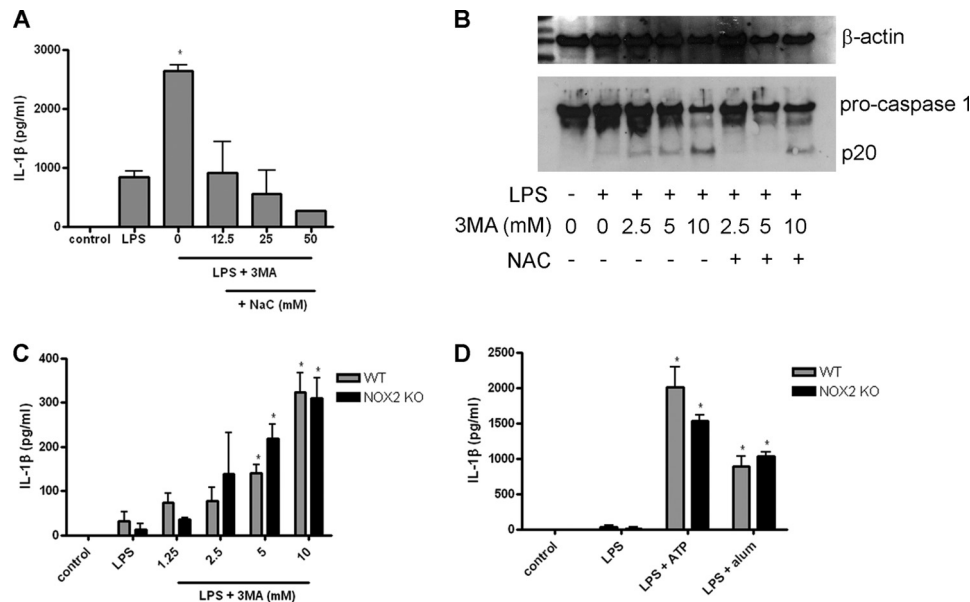 A
IL-1β (pg/ml)
3000
2000
1000
0
*
control LPS 0 12.5 25 50
LPS + 3MA
+ NaC (mM)
B
β-actin
pro-caspase 1
p20
LPS - + + + + + + +
3MA (mM) 0 0 2.5 5 10 2.5 5 10
NAC - - - - - + + +
C
IL-1β (pg/ml)
400
300
200
100
0
* * * *
WT
NOX2 KO
control LPS 1.25 2.5 5 10
LPS + 3MA (mM)
D
IL-1β (pg/ml)
2500
2000
1500
1000
500
0
* * * *
WT
NOX2 KO
control LPS LPS + ATP LPS + alum